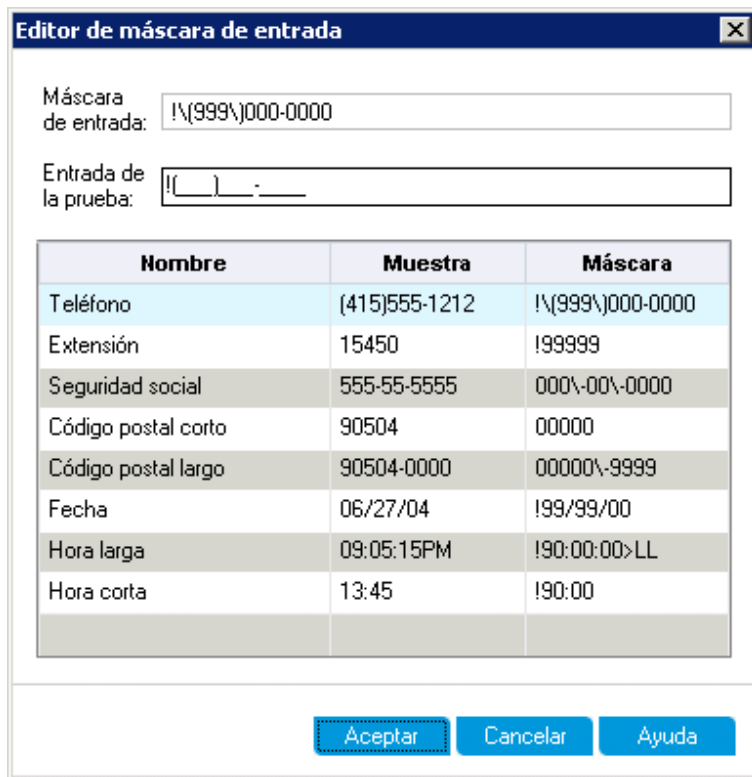 Editor de máscara de entrada
Máscara
de entrada:
!\(999\)000-0000
Entrada de
la prueba:
!(___)___-____
Nombre Muestra Máscara
Teléfono (415)555-1212 !\(999\)000-0000
Extensión 15450 !99999
Seguridad social 555-55-5555 000\-00\-0000
Código postal corto 90504 00000
Código postal largo 90504-0000 00000\-9999
Fecha 06/27/04 !99/99/00
Hora larga 09:05:15PM !90:00:00>LL
Hora corta 13:45 !90:00
Aceptar Cancelar Ayuda